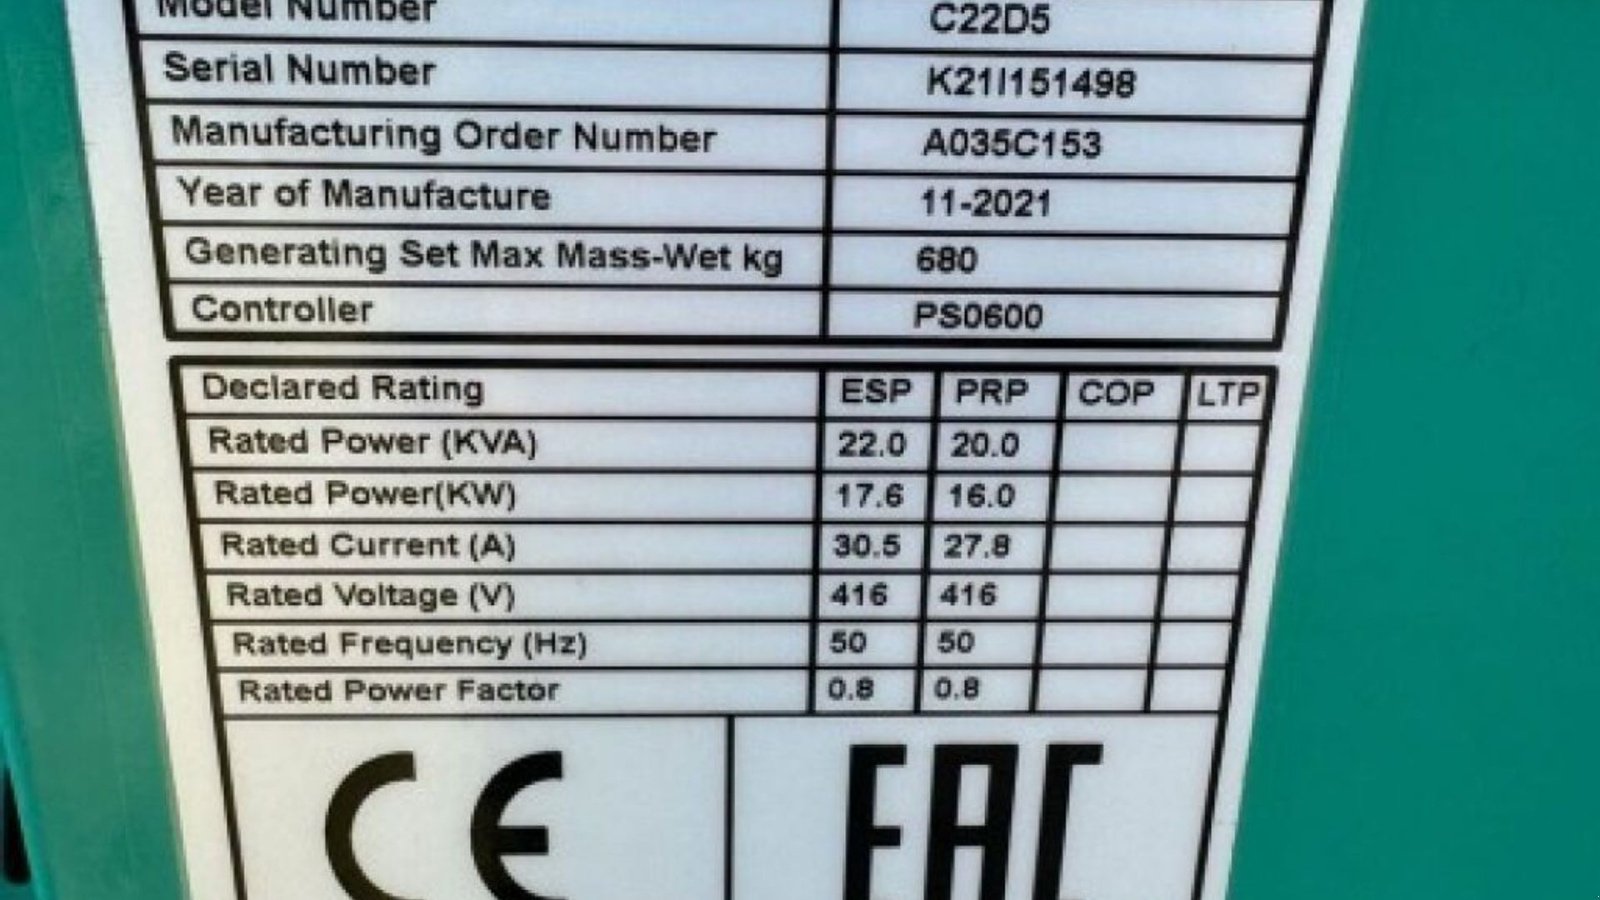 Model Number C22D5
Serial Number K21I151498
Manufacturing Order Number A035C153
Year of Manufacture 11-2021
Generating Set Max Mass-Wet kg 680
Controller PS0600
Declared Rating ESP PRP COP LTP
Rated Power (KVA) 22.0 20.0
Rated Power(KW) 17.6 16.0
Rated Current (A) 30.5 27.8
Rated Voltage (V) 416 416
Rated Frequency (Hz) 50 50
Rated Power Factor 0.8 0.8
CE EAC